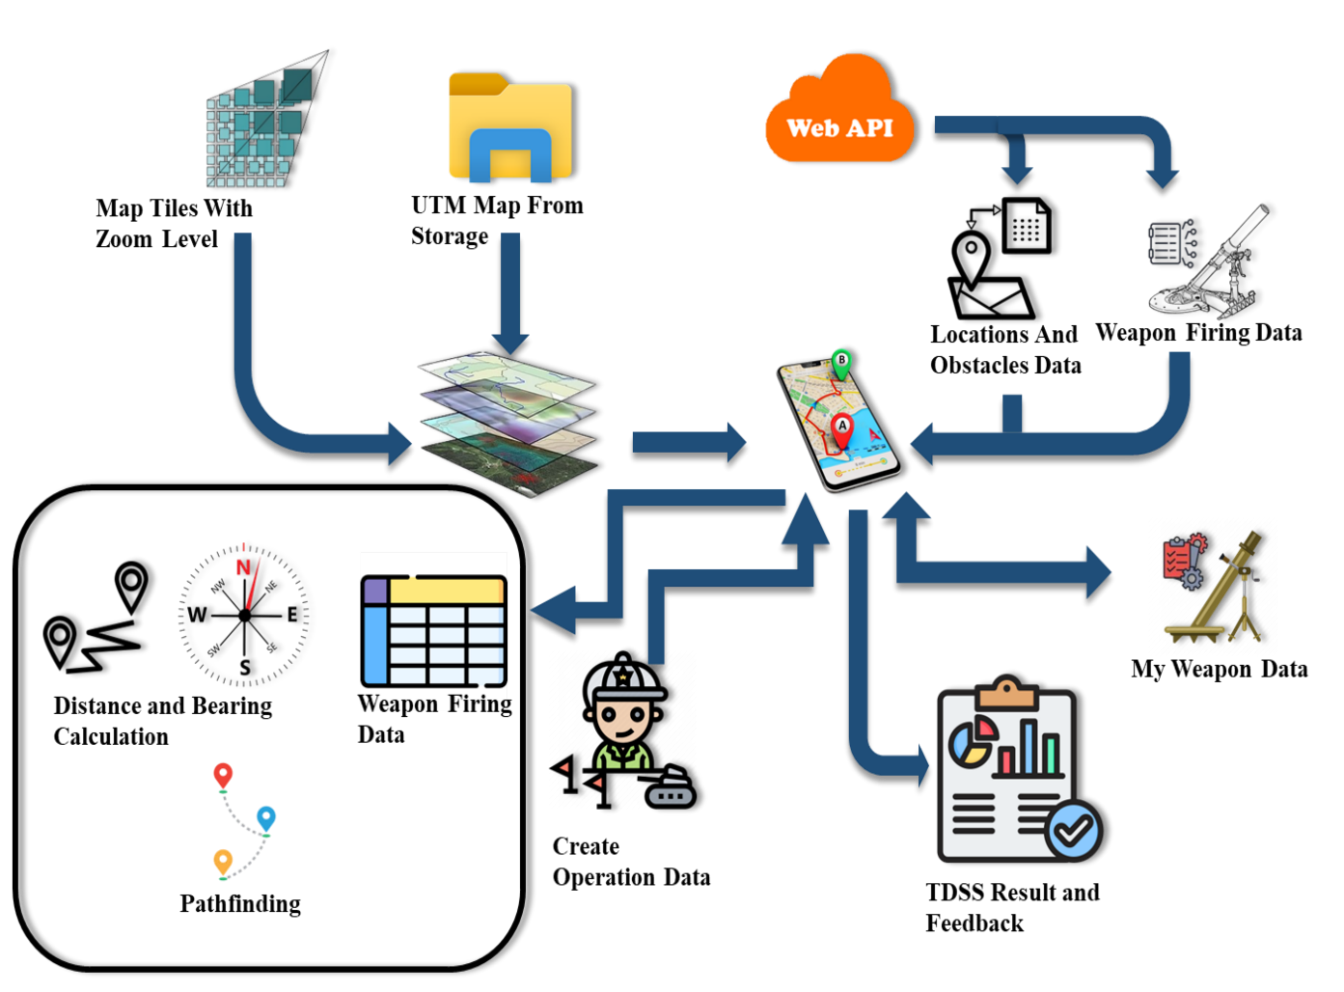 Map Tiles With
Zoom Level
UTM Map From
Storage
Web API
Locations And
Obstacles Data
Weapon Firing Data
B
A
N
NW
NE
W
E
SW
SE
S
Distance and Bearing
Calculation
Weapon Firing
Data
Pathfinding
Create
Operation Data
My Weapon Data
TDSS Result and
Feedback